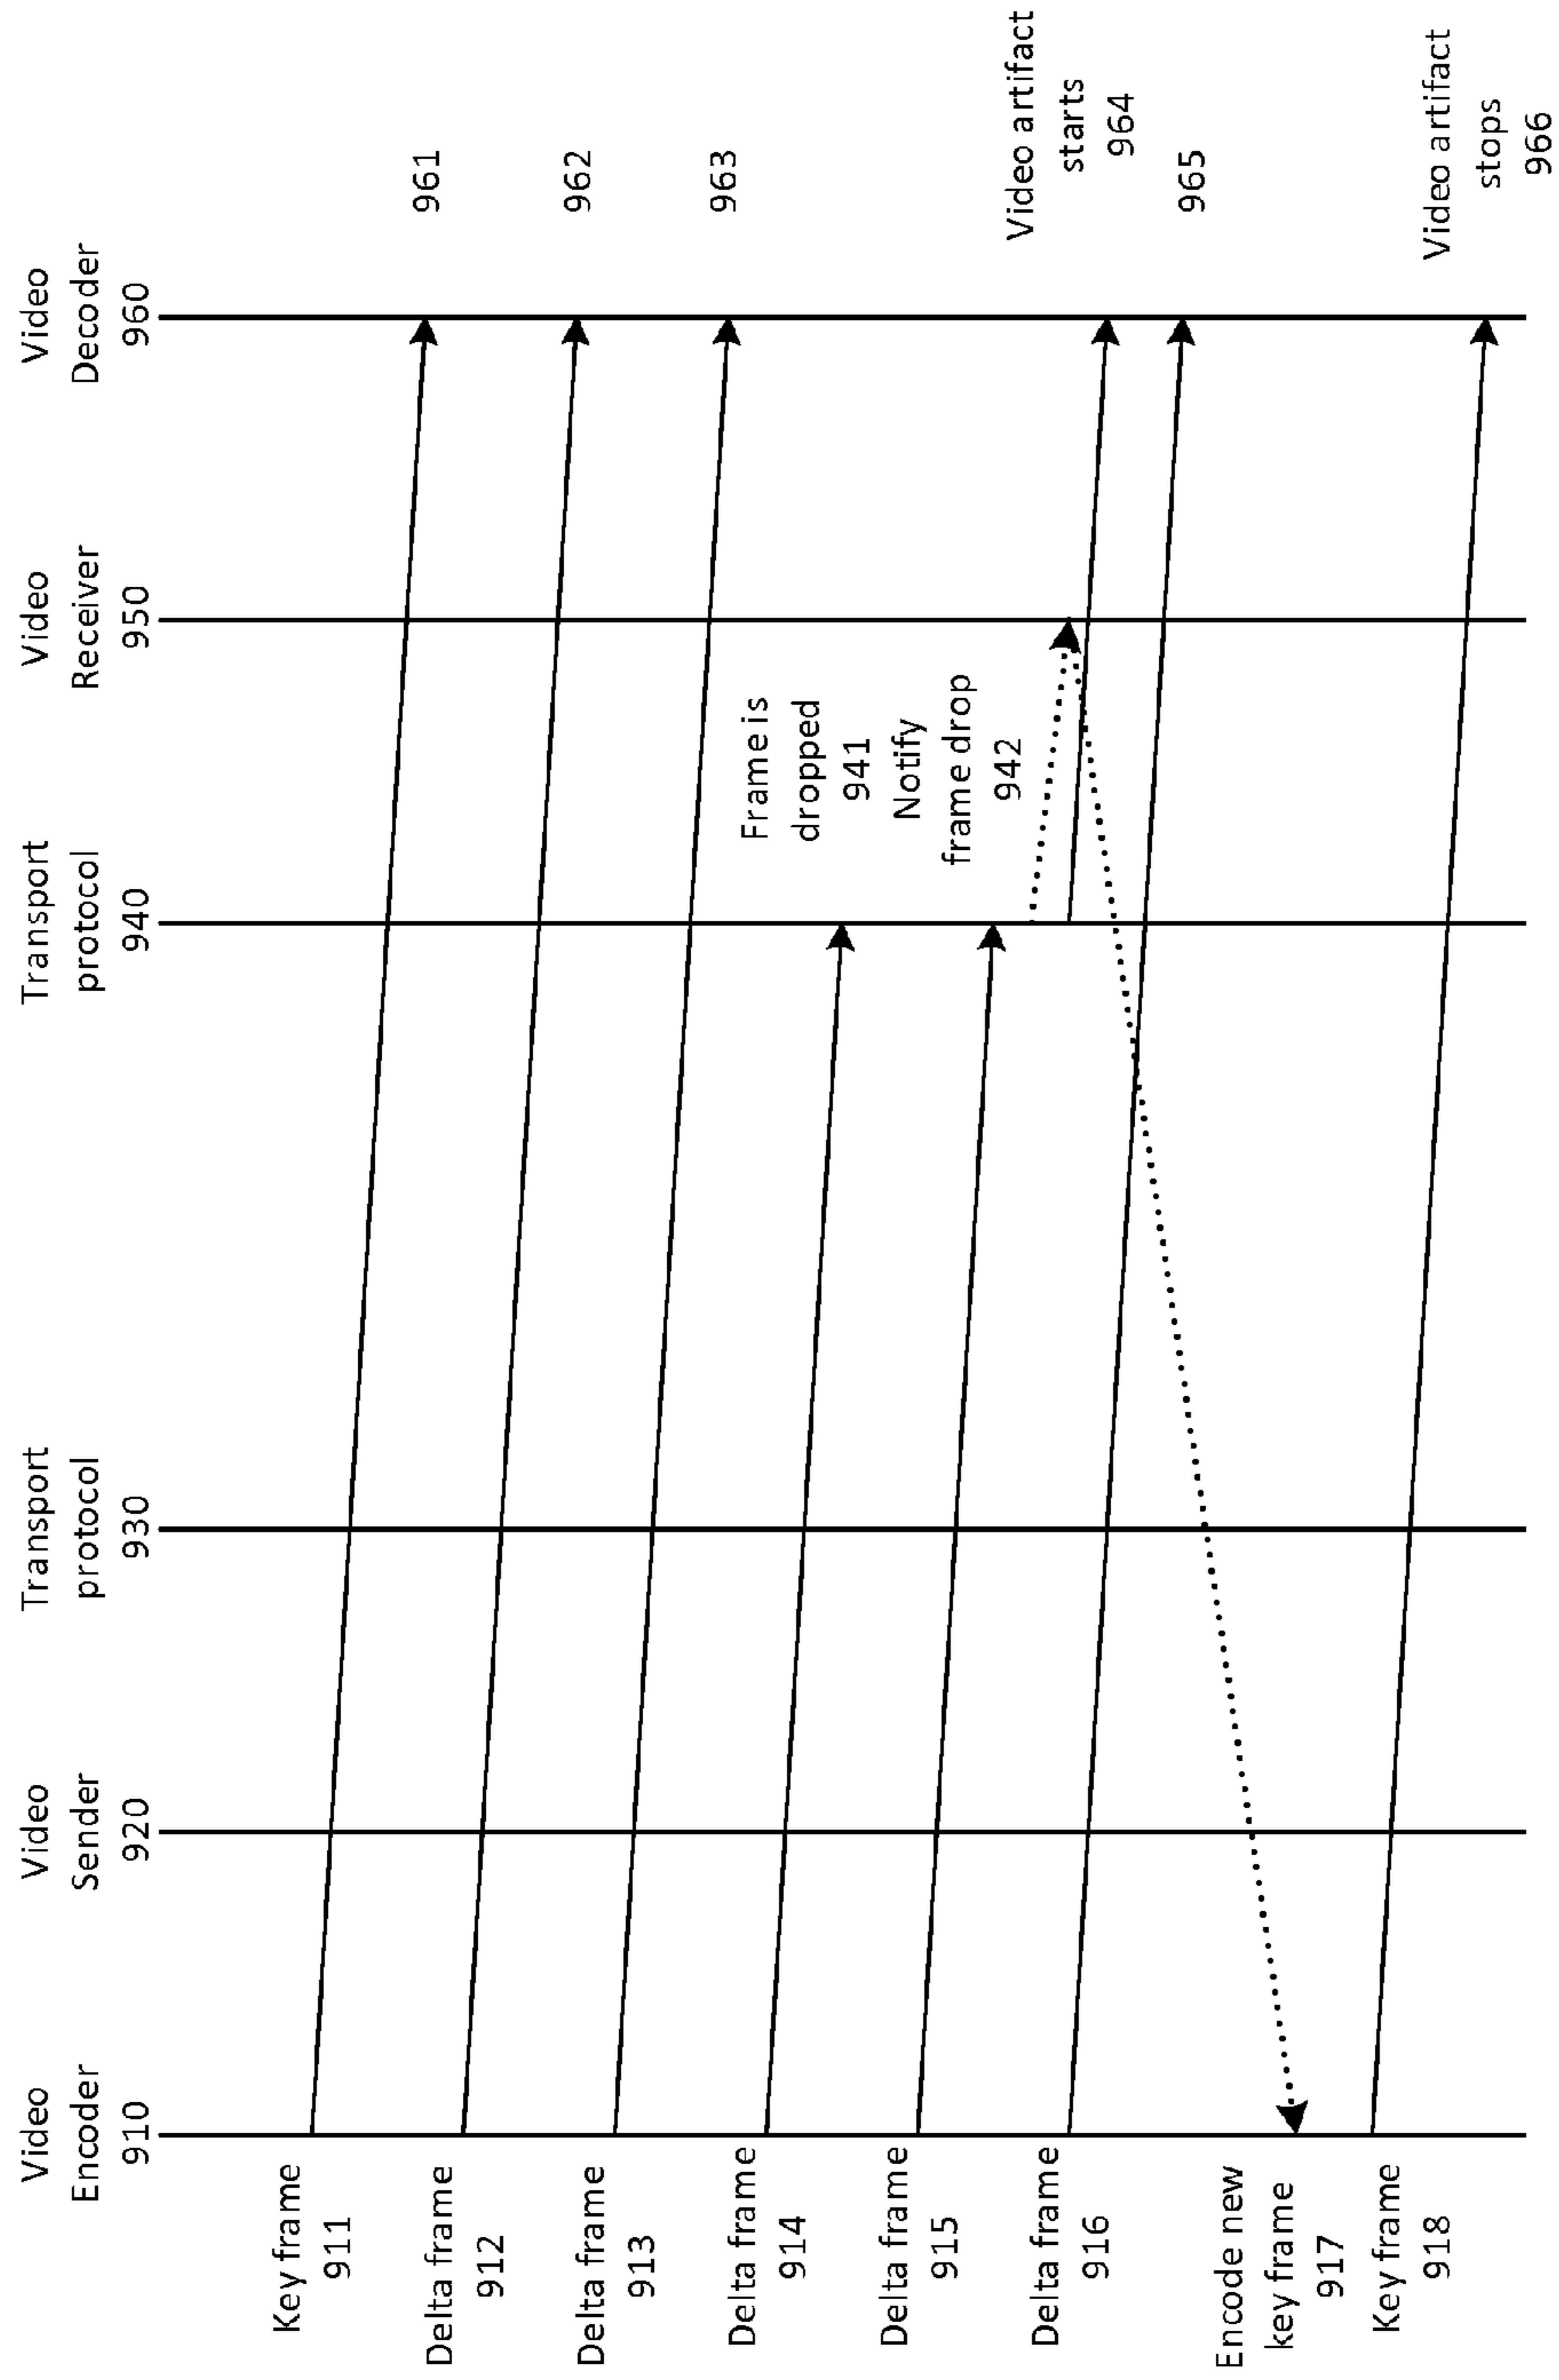 Video
Encoder
910
Video
Sender
920
Transport
protocol
930
Transport
protocol
940
Video
Receiver
950
Video
Decoder
960
Key frame
911
961
Delta frame
912
962
Delta frame
913
963
Delta frame
914
Frame is
dropped
941
Delta frame
915
Notify
frame drop
942
Video artifact
starts
964
Delta frame
916
965
Encode new
key frame
917
Key frame
918
Video artifact
stops
966